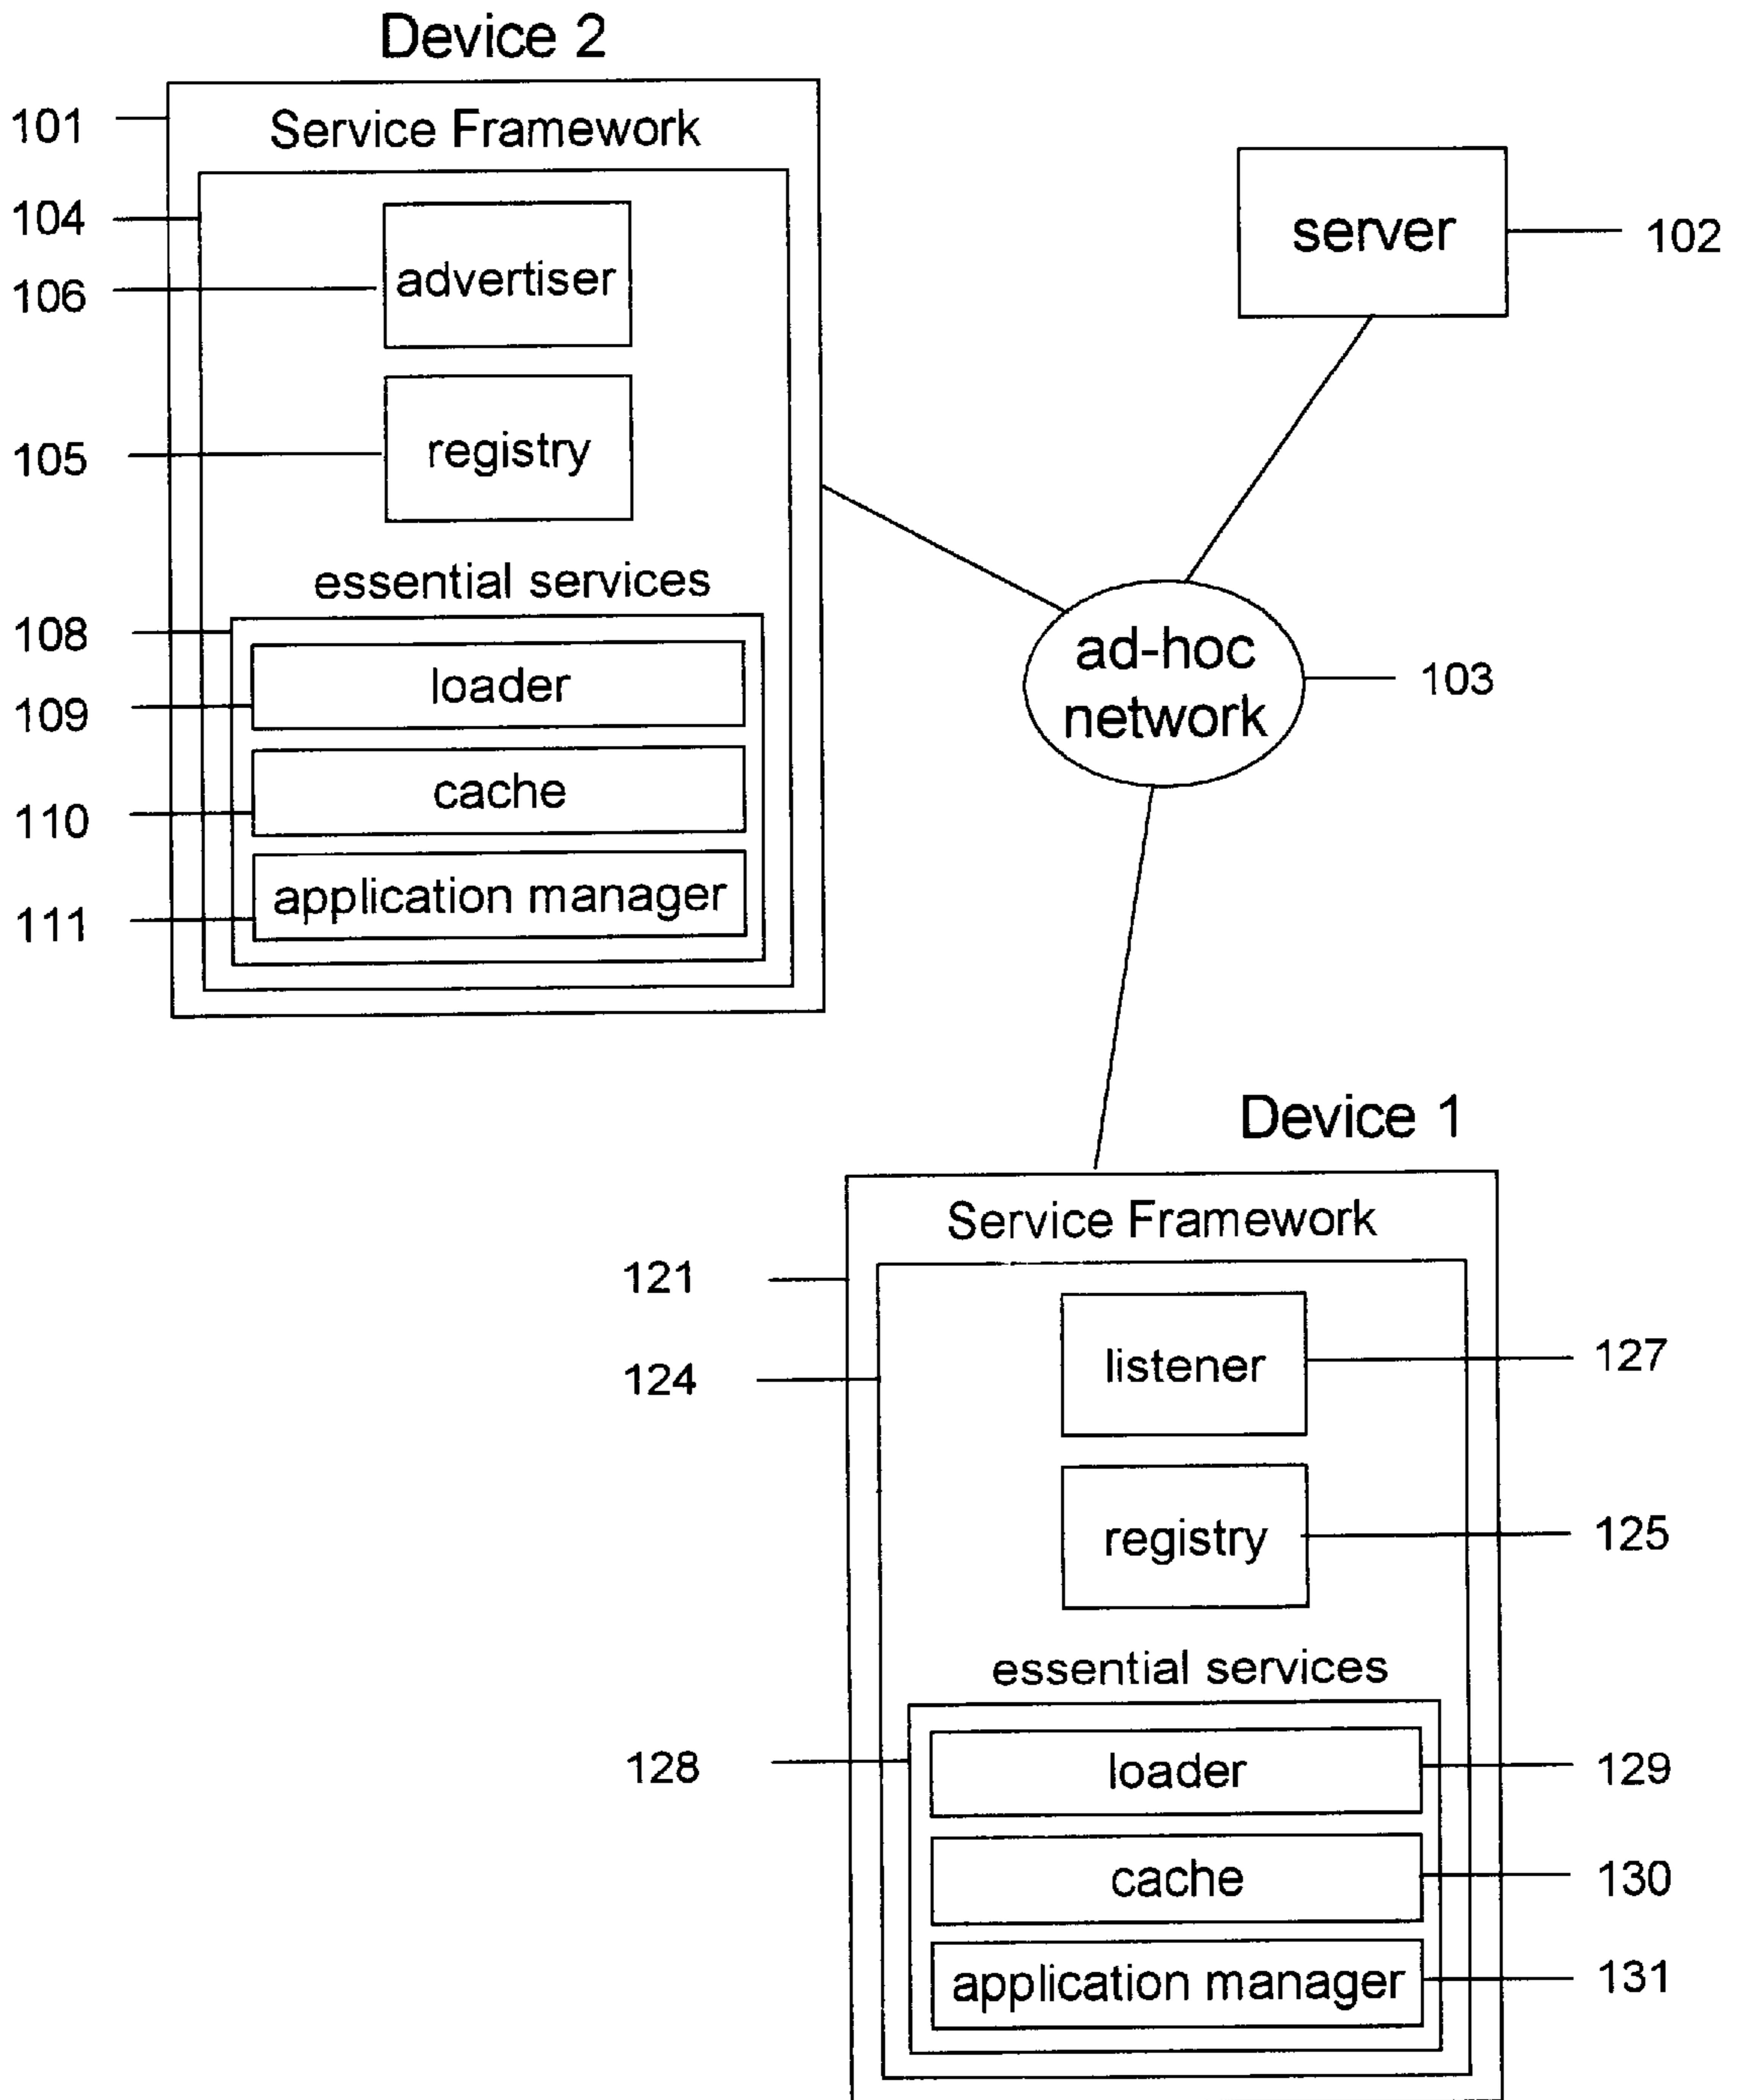 Device 2
101
Service Framework
104
106
advertiser
105
registry
essential services
108
109
loader
110
cache
111
application manager
server
102
ad-hoc
network
103
Device 1
121
Service Framework
124
listener
127
registry
125
essential services
128
loader
129
cache
130
application manager
131